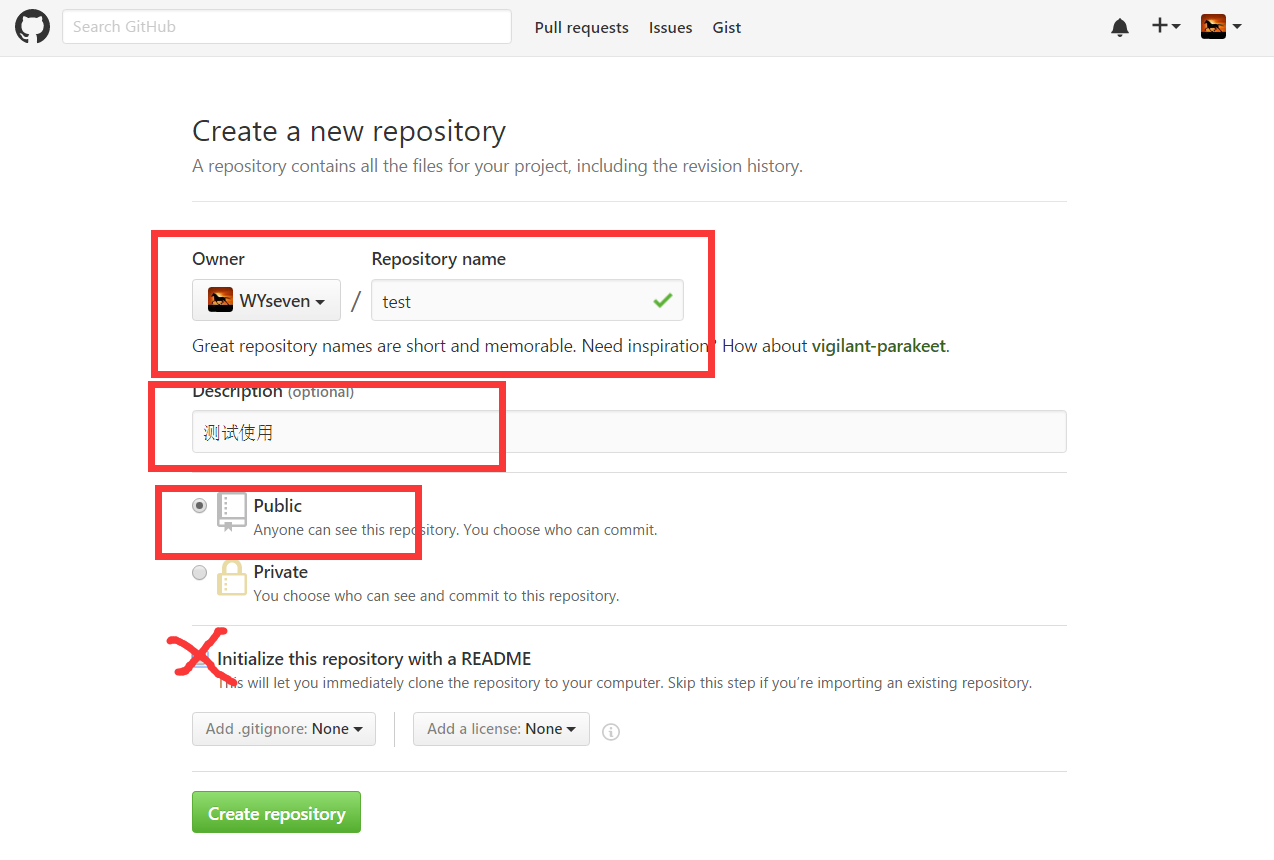 Search GitHub
Pull requests Issues Gist
Create a new repository
A repository contains all the files for your project, including the revision history.
Owner Repository name
WYseven / test
Great repository names are short and memorable. Need inspiration? How about vigilant-parakeet.
Description (optional)
测试使用
Public
Anyone can see this repository. You choose who can commit.
Private
You choose who can see and commit to this repository.
Initialize this repository with a README
This will let you immediately clone the repository to your computer. Skip this step if you're importing an existing repository.
Add .gitignore: None Add a license: None
Create repository